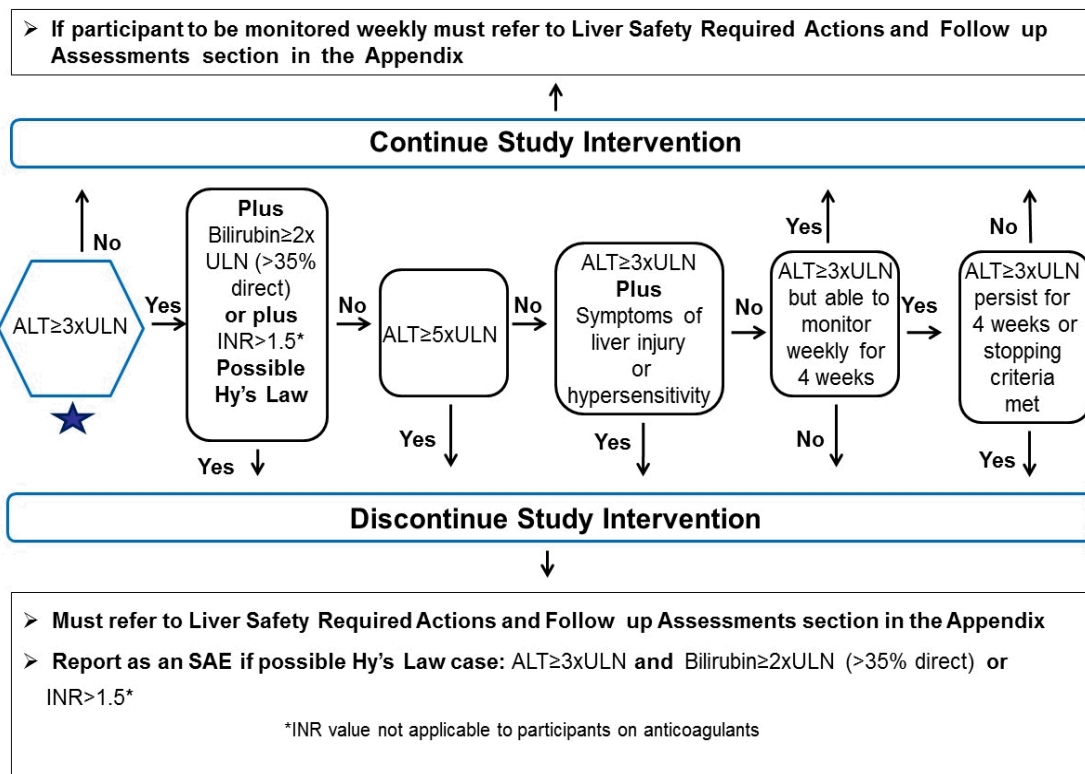 ➢ If participant to be monitored weekly must refer to Liver Safety Required Actions and Follow up
Assessments section in the Appendix
Continue Study Intervention
No
ALT≥3xULN
Yes
Plus
Bilirubin≥2x
ULN (>35%
direct)
or plus
INR>1.5*
Possible
Hy's Law
Yes
No
ALT≥5xULN
Yes
No
ALT≥3xULN
Plus
Symptoms of
liver injury
or
hypersensitivity
Yes
No
Yes
ALT≥3xULN
but able to
monitor
weekly for
4 weeks
No
Yes
No
ALT≥3xULN
persist for
4 weeks or
stopping
criteria
met
Yes
Discontinue Study Intervention
➢ Must refer to Liver Safety Required Actions and Follow up Assessments section in the Appendix
➢ Report as an SAE if possible Hy's Law case: ALT≥3xULN and Bilirubin≥2xULN (>35% direct) or
INR>1.5*
*INR value not applicable to participants on anticoagulants